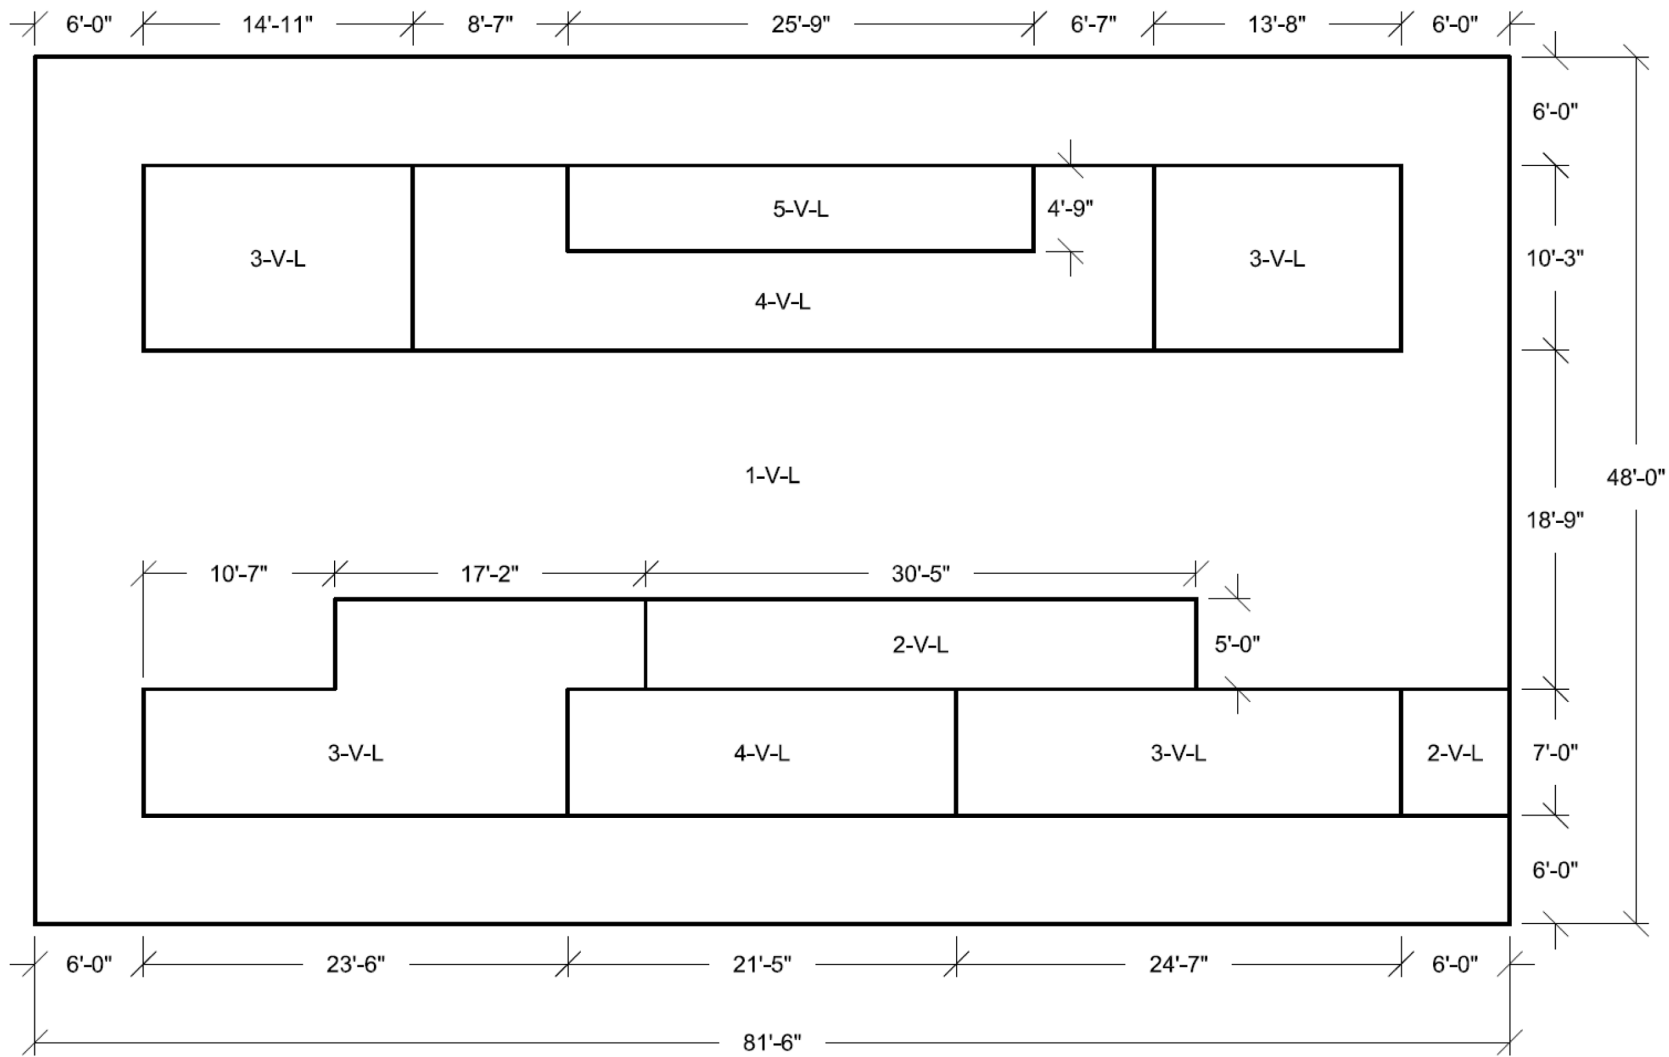 6'-0" 14'-11" 8'-7" 25'-9" 6'-7" 13'-8" 6'-0"
6'-0"
5-V-L 4'-9"
3-V-L 3-V-L 10'-3"
4-V-L
1-V-L 48'-0"
18'-9"
10'-7" 17'-2" 30'-5"
2-V-L 5'-0"
3-V-L 4-V-L 3-V-L 2-V-L 7'-0"
6'-0"
6'-0" 23'-6" 21'-5" 24'-7" 6'-0"
81'-6"